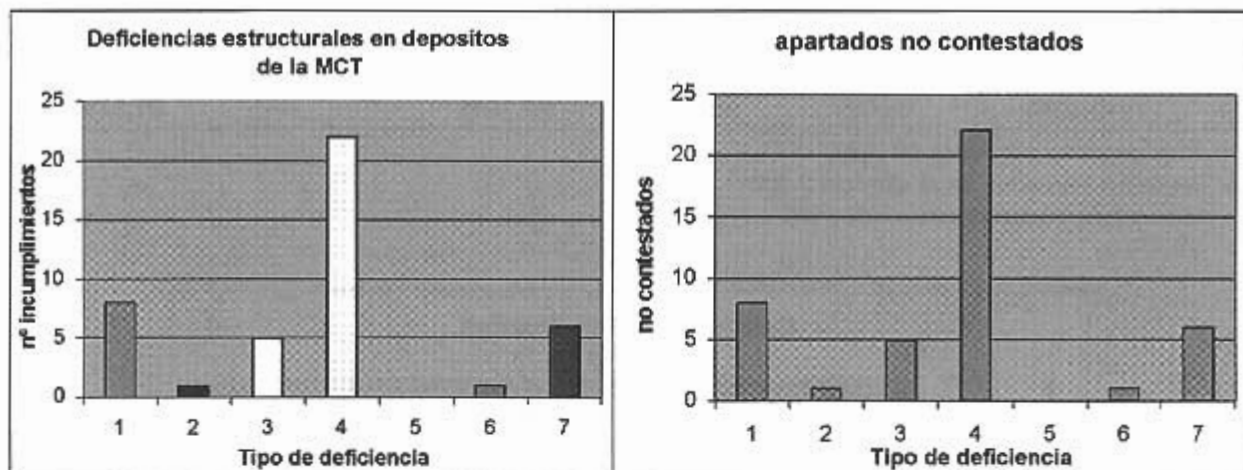 Deficiencias estructurales en depositos
de la MCT
nº incumplimientos
25
20
15
10
5
0
1 2 3 4 5 6 7
Tipo de deficiencia
apartados no contestados
no contestados
25
20
15
10
5
0
1 2 3 4 5 6 7
Tipo de deficiencia